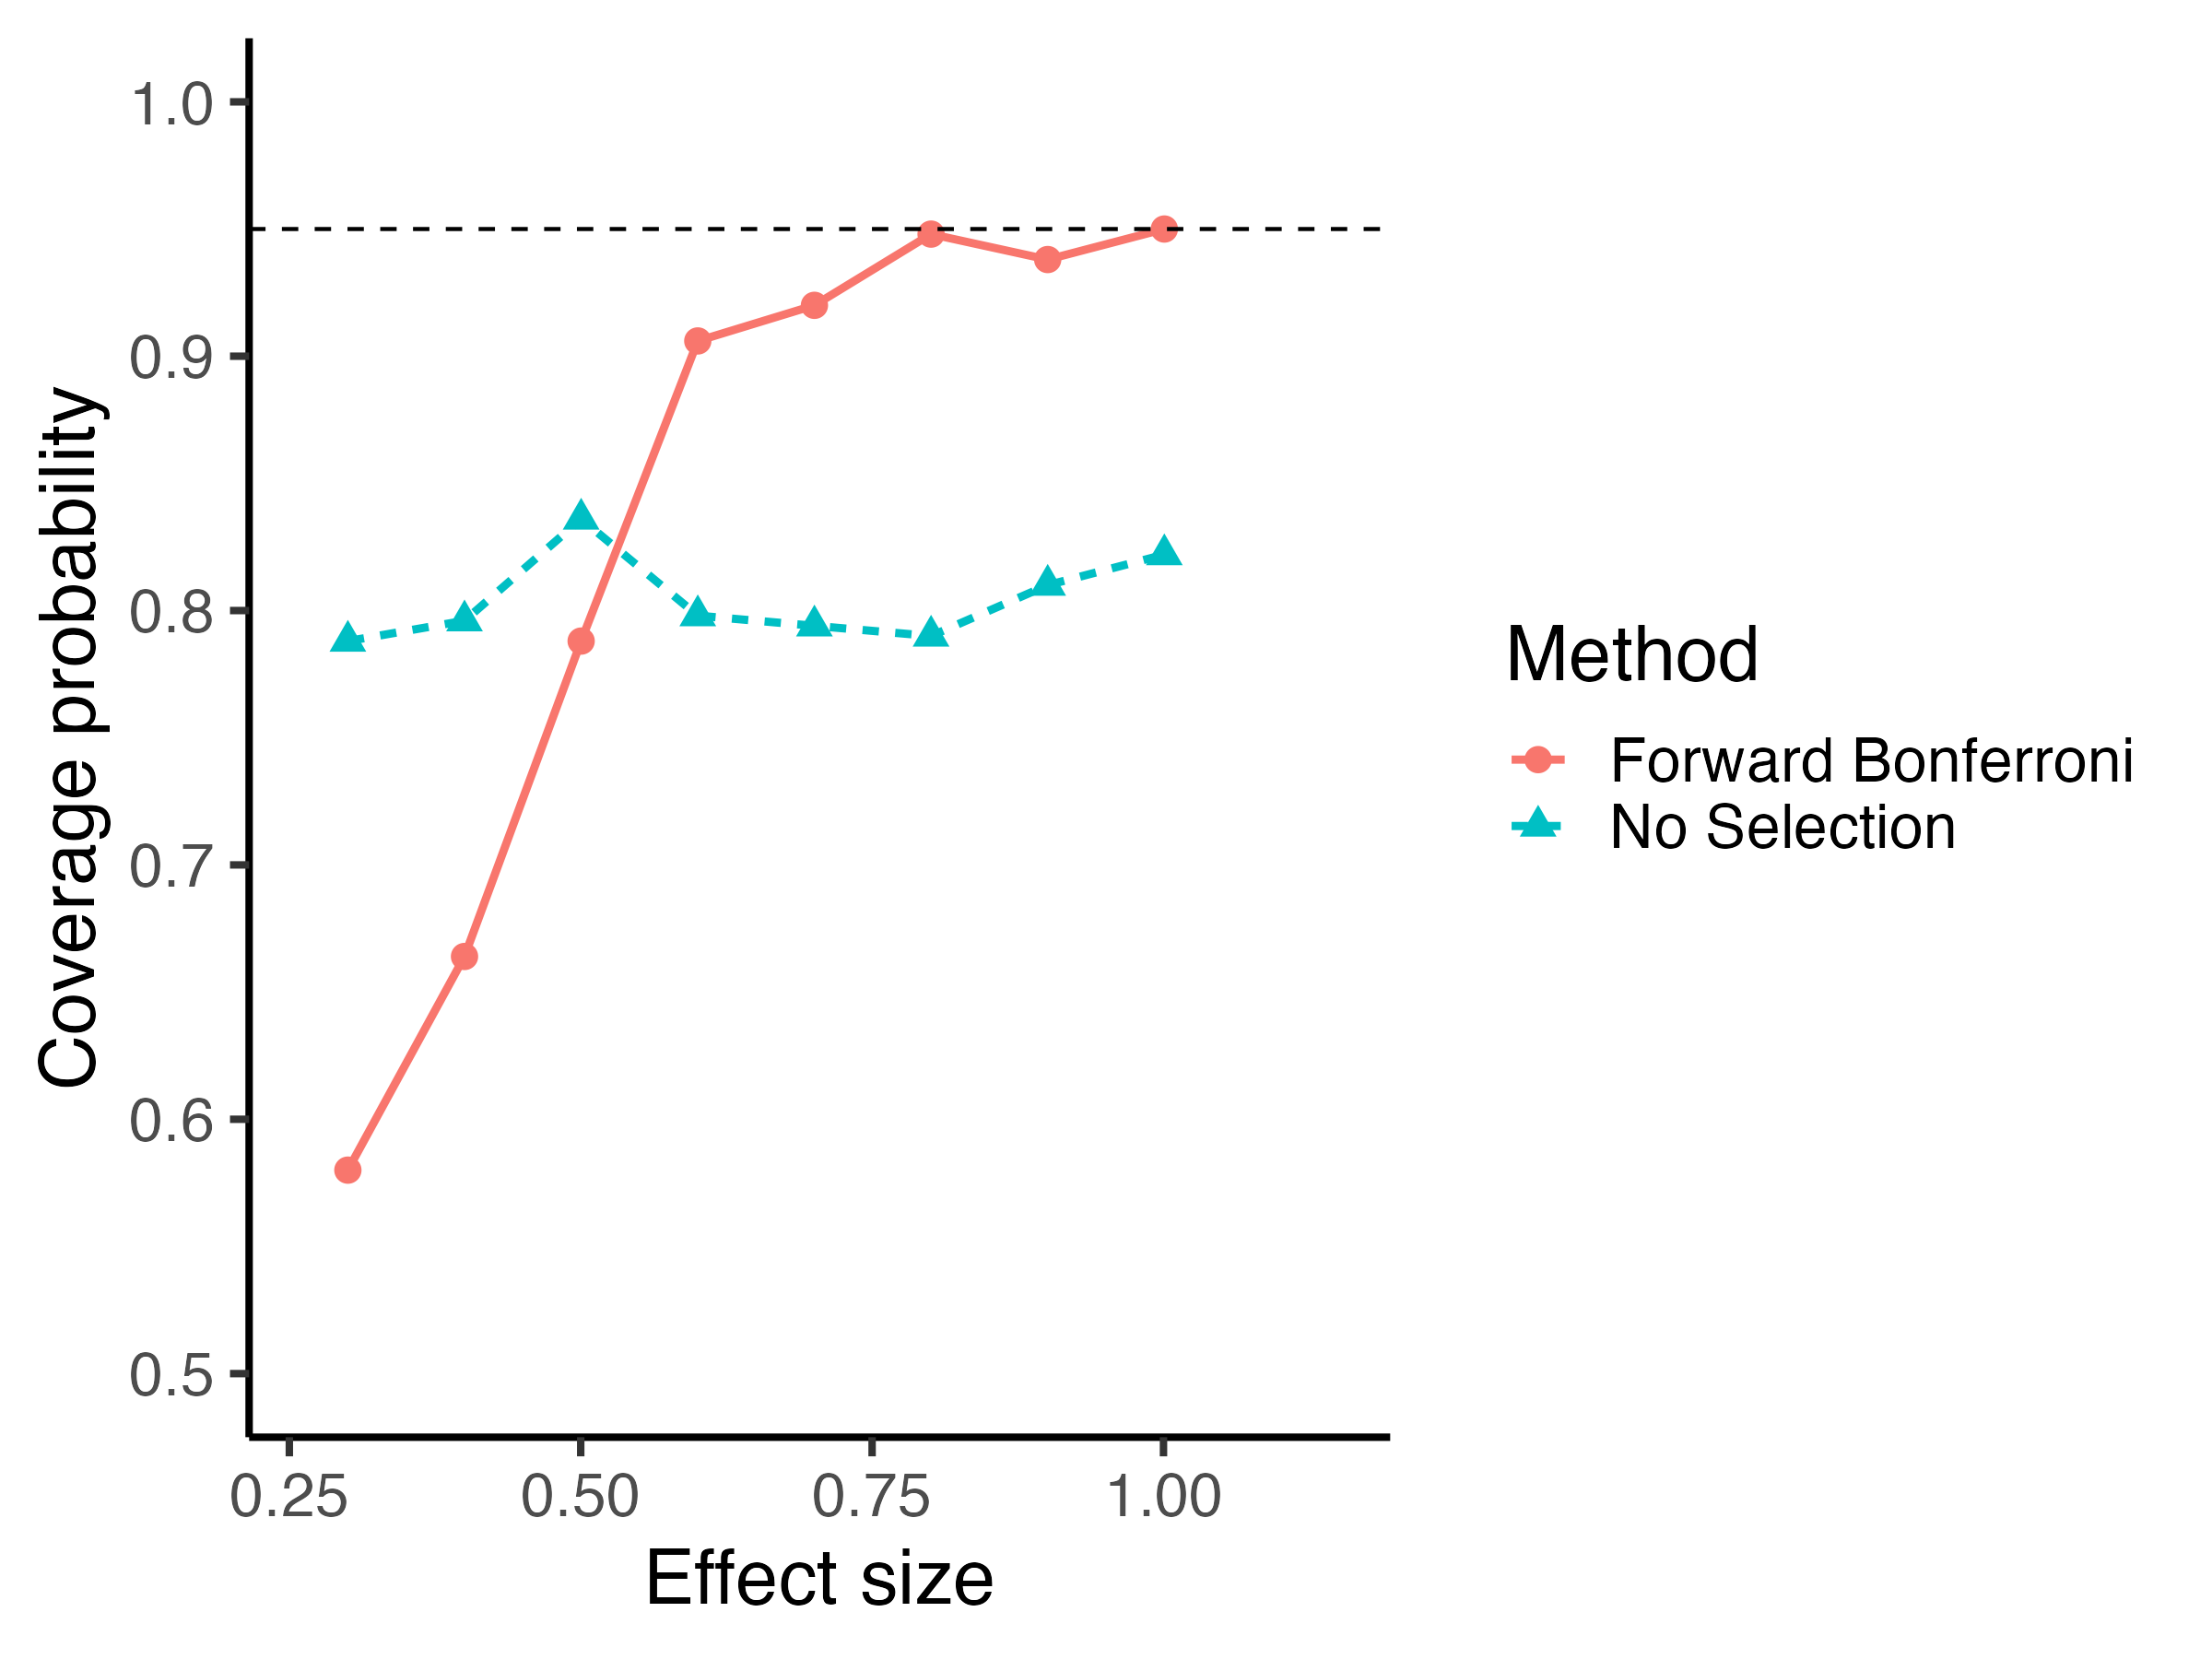 Coverage probability
1.0
0.9
0.8
0.7
0.6
0.5
0.25 0.50 0.75 1.00
Effect size
Method
Forward Bonferroni
No Selection